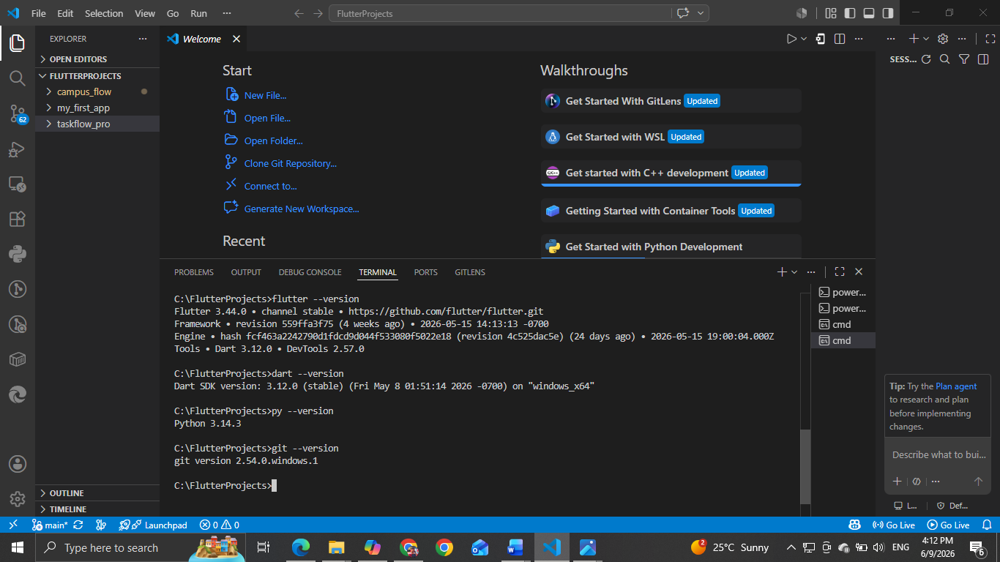 File Edit Selection View Go Run ···
FlutterProjects
EXPLORER ···
OPEN EDITORS
FLUTTERPROJECTS
campus_flow
my_first_app
taskflow_pro
OUTLINE
TIMELINE
62
Welcome
Start
New File...
Open File...
Open Folder...
Clone Git Repository...
Connect to...
Generate New Workspace...
Recent
Walkthroughs
Get Started With GitLens Updated
Get Started with WSL Updated
Get started with C++ development Updated
Getting Started with Container Tools Updated
Get Started with Python Development
PROBLEMS OUTPUT DEBUG CONSOLE TERMINAL PORTS GITLENS
C:\FlutterProjects>flutter --version
Flutter 3.44.0 • channel stable • https://github.com/flutter/flutter.git
Framework • revision 559ffa3f75 (4 weeks ago) • 2026-05-15 14:13:13 -0700
Engine • hash fcf463a2242790d1fdcd9d044f533080f5022e18 (revision 4c525dac5e) (24 days ago) • 2026-05-15 19:00:04.000Z
Tools • Dart 3.12.0 • DevTools 2.57.0
C:\FlutterProjects>dart --version
Dart SDK version: 3.12.0 (stable) (Fri May 8 01:51:14 2026 -0700) on "windows_x64"
C:\FlutterProjects>py --version
Python 3.14.3
C:\FlutterProjects>git --version
git version 2.54.0.windows.1
C:\FlutterProjects>
power...
power...
cmd
cmd
SESS...
Tip: Try the Plan agent
to research and plan
before implementing
changes.
Describe what to bui...
L... Def...
main* Launchpad 0 0 Go Live Go Live
Type here to search
25°C Sunny
ENG
4:12 PM
6/9/2026
2
6